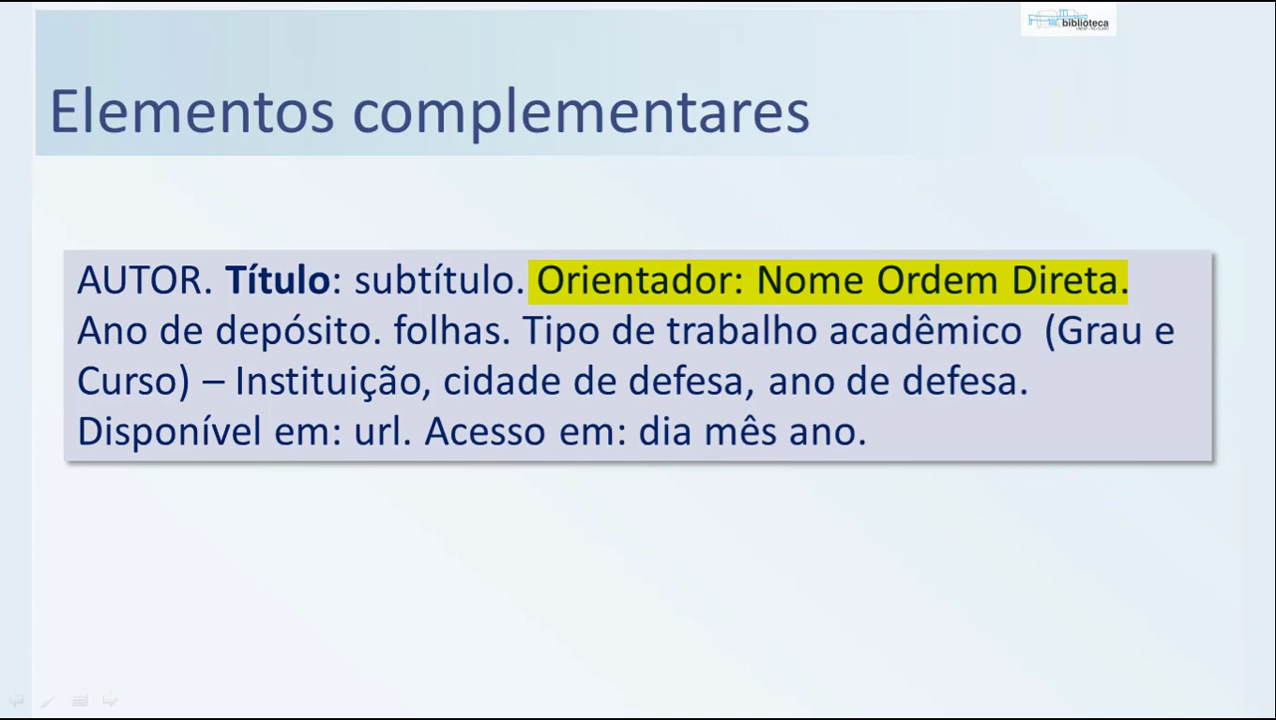 biblioteca
Elementos complementares
AUTOR. Título: subtítulo. Orientador: Nome Ordem Direta.
Ano de depósito. folhas. Tipo de trabalho acadêmico (Grau e
Curso) – Instituição, cidade de defesa, ano de defesa.
Disponível em: url. Acesso em: dia mês ano.